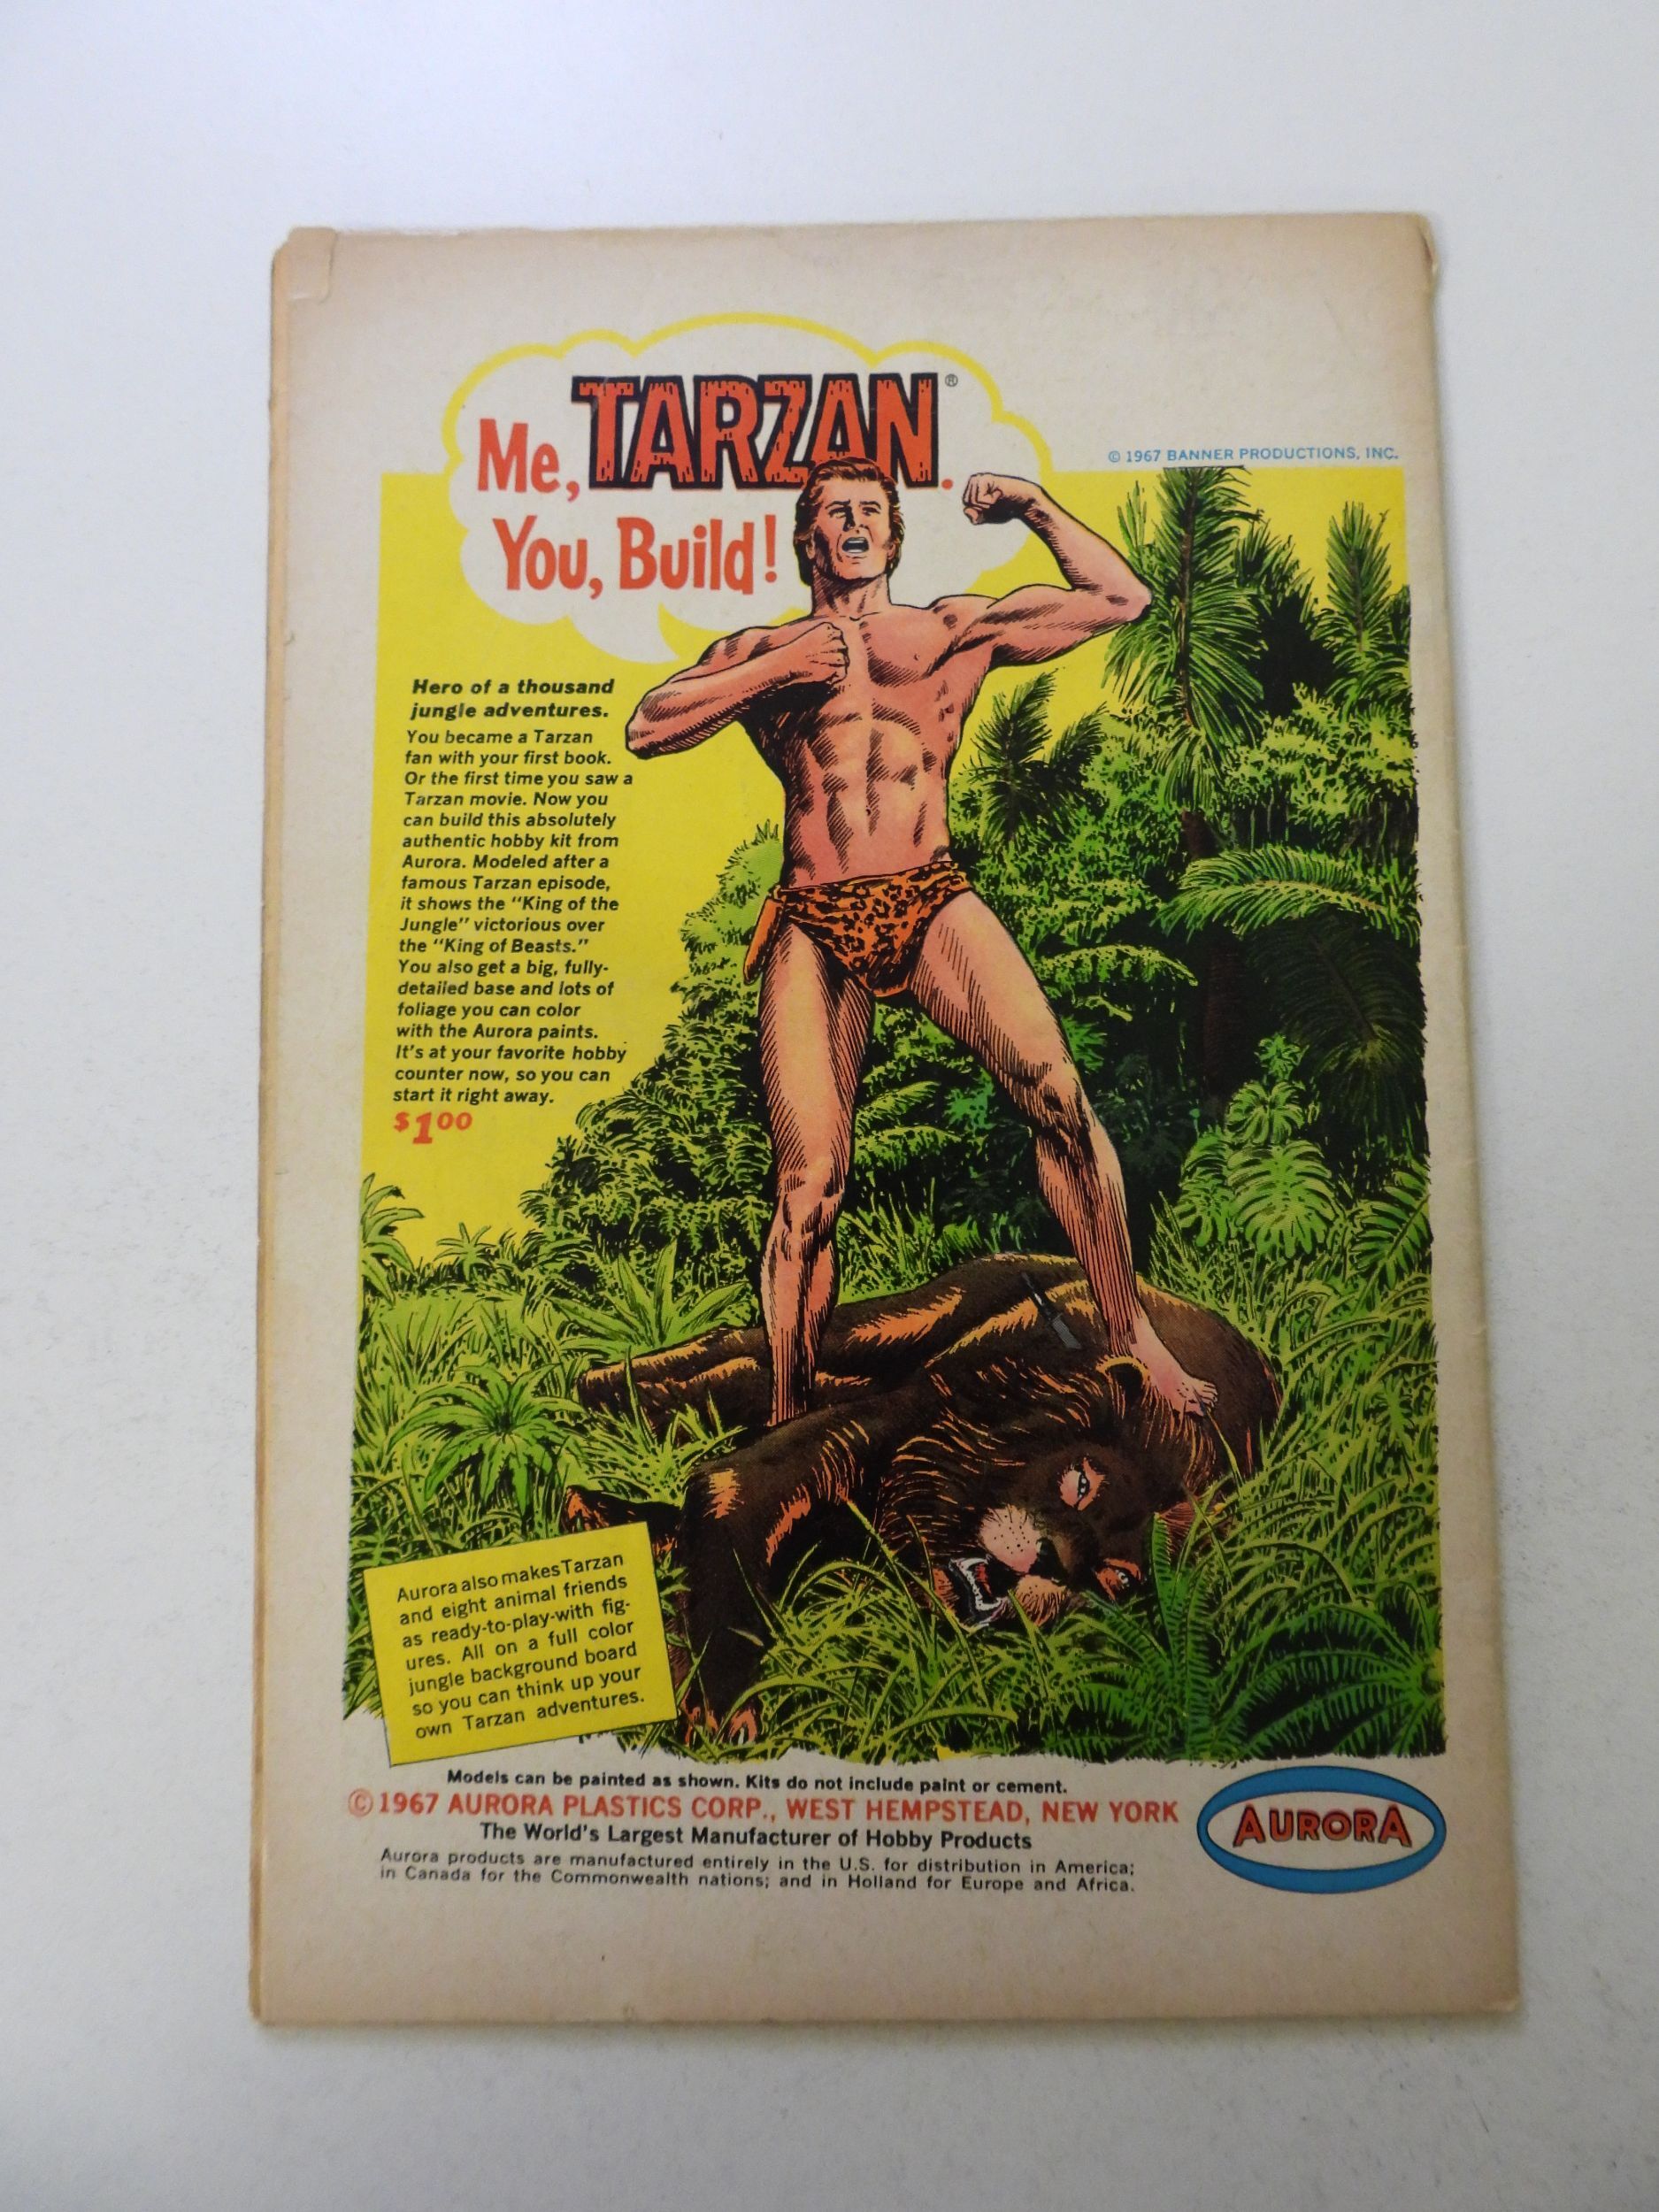 Me, TARZAN®.
You, Build!
© 1967 BANNER PRODUCTIONS, INC.
Hero of a thousand
jungle adventures.
You became a Tarzan
fan with your first book.
Or the first time you saw a
Tarzan movie. Now you
can build this absolutely
authentic hobby kit from
Aurora. Modeled after a
famous Tarzan episode,
it shows the "King of the
Jungle" victorious over
the "King of Beasts."
You also get a big, fully-
detailed base and lots of
foliage you can color
with the Aurora paints.
It's at your favorite hobby
counter now, so you can
start it right away.
$1.00
Aurora also makes Tarzan
and eight animal friends
as ready-to-play-with fig-
ures. All on a full color
jungle background board
so you can think up your
own Tarzan adventures.
Models can be painted as shown. Kits do not include paint or cement.
© 1967 AURORA PLASTICS CORP., WEST HEMPSTEAD, NEW YORK
The World's Largest Manufacturer of Hobby Products
Aurora products are manufactured entirely in the U.S. for distribution in America;
in Canada for the Commonwealth nations; and in Holland for Europe and Africa.
AURORA